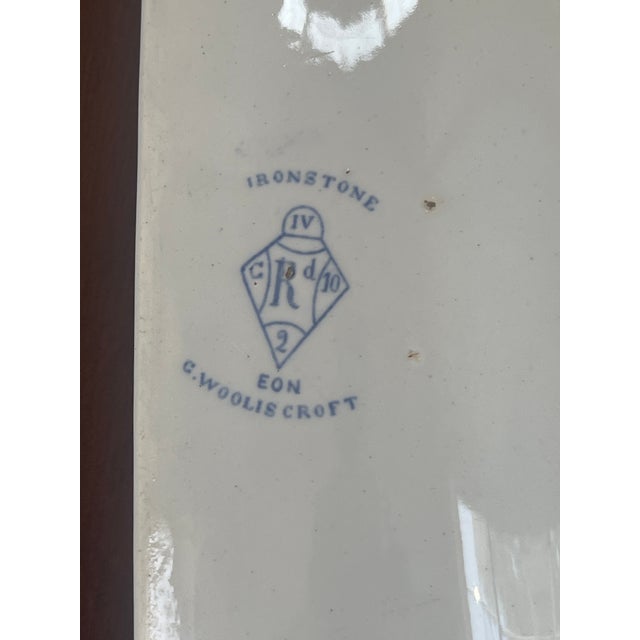 IRONSTONE
IV
C Rd 10
2
EON
G. WOOLISCROFT